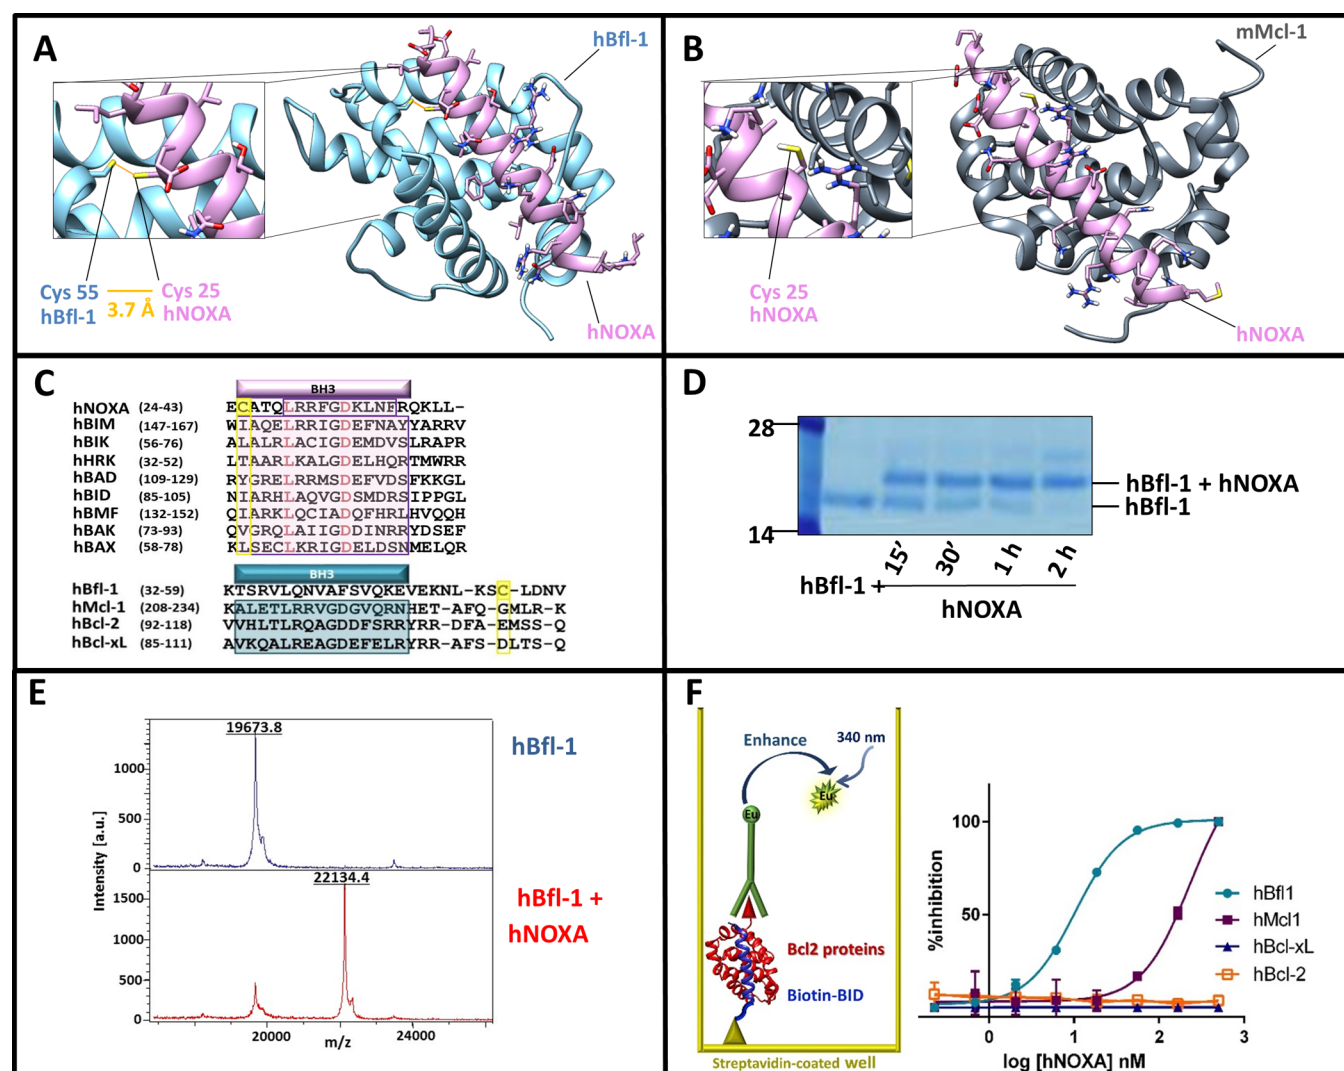 A
hBfl-1
Cys 55
hBfl-1
3.7 Å
Cys 25
hNOXA
hNOXA
B
mMcl-1
Cys 25
hNOXA
hNOXA
C
BH3
hNOXA (24-43) ECATQLRRFGDKLNFRQKLL-
hBIM (147-167) WIAQELRRIGDEFNAYYARRV
hBIK (56-76) ALALRLACIGDEMDVSLRAPR
hHRK (32-52) LTAARLKALGDELHQRTMWRR
hBAD (109-129) RYGRELRRMSDEFVDSFKKGL
hBID (85-105) NIARHLAQVGDSMDRSIPPGL
hBMF (132-152) QIARKLQCIADQFHRLHVQQH
hBAK (73-93) QVGRQLAIIGDDINRRYDSEF
hBAX (58-78) KLSECLKRIGDELDSNMELQR
BH3
hBfl-1 (32-59) KTSRVLQNVAFSVQKEVEKNL-KSC-LDNV
hMcl-1 (208-234) KALETLRRVGDGVQRNHET-AFQ-GMLR-K
hBcl-2 (92-118) VVHLTLRQAGDDFSRRYRR-DFA-EMSS-Q
hBcl-xL (85-111) AVKQALREAGDEFELRYRR-AFS-DLTS-Q
D
28
14
hBfl-1 + hNOXA
hBfl-1
hBfl-1 +
15' 30' 1 h 2 h
hNOXA
E
19673.8
hBfl-1
1000
500
0
22134.4
hBfl-1 +
hNOXA
1500
1000
500
0
Intensity [a.u.]
20000 24000
m/z
F
Enhance
340 nm
Eu
Eu
Bcl2 proteins
Biotin-BID
Streptavidin-coated well
%inhibition
100
50
0 1 2 3
log [hNOXA] nM
hBfl1
hMcl1
hBcl-xL
hBcl-2